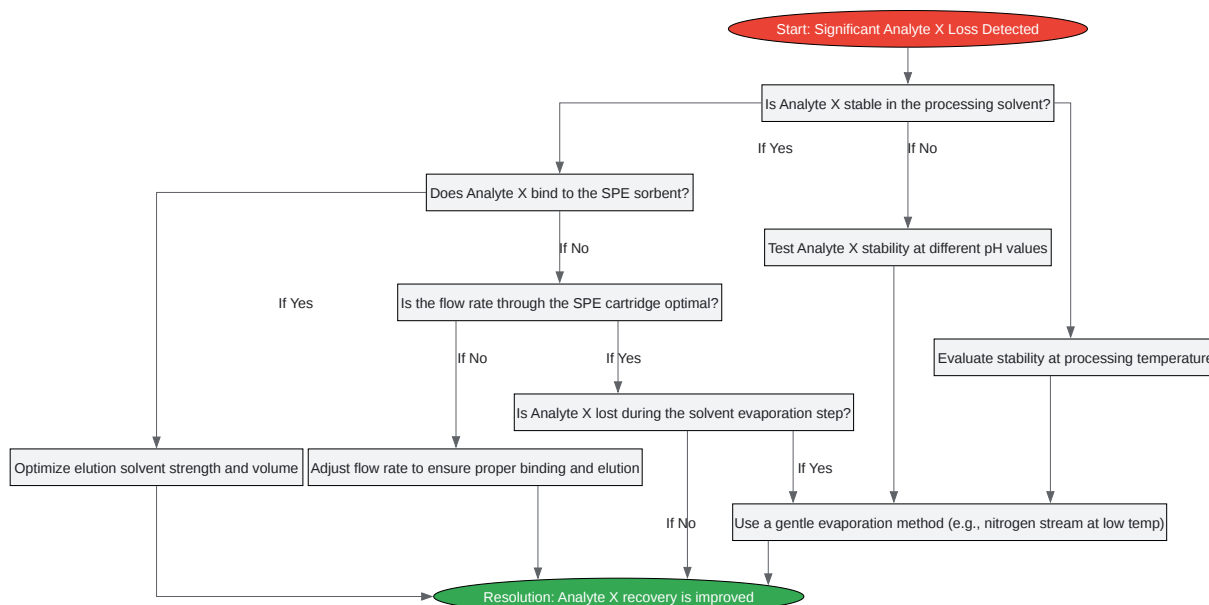 Start: Significant Analyte X Loss Detected
Is Analyte X stable in the processing solvent?
If Yes
If No
Does Analyte X bind to the SPE sorbent?
Test Analyte X stability at different pH values
If No
Is the flow rate through the SPE cartridge optimal?
If Yes
If No
If Yes
Evaluate stability at processing temperature
Is Analyte X lost during the solvent evaporation step?
Optimize elution solvent strength and volume
Adjust flow rate to ensure proper binding and elution
If Yes
If No
Use a gentle evaporation method (e.g., nitrogen stream at low temp)
Resolution: Analyte X recovery is improved